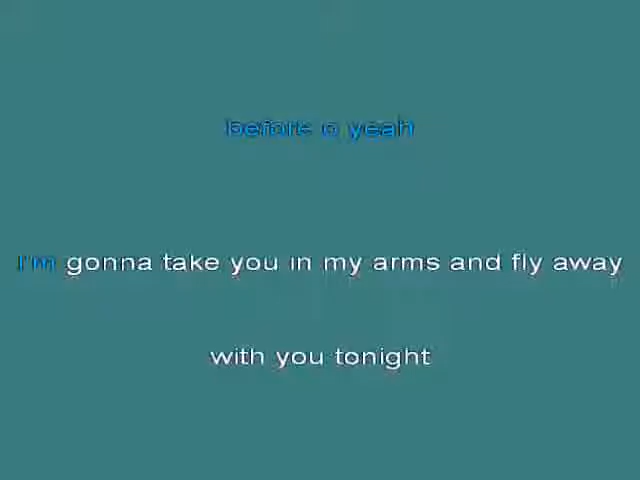 before o yeah
I'm gonna take you in my arms and fly away
with you tonight